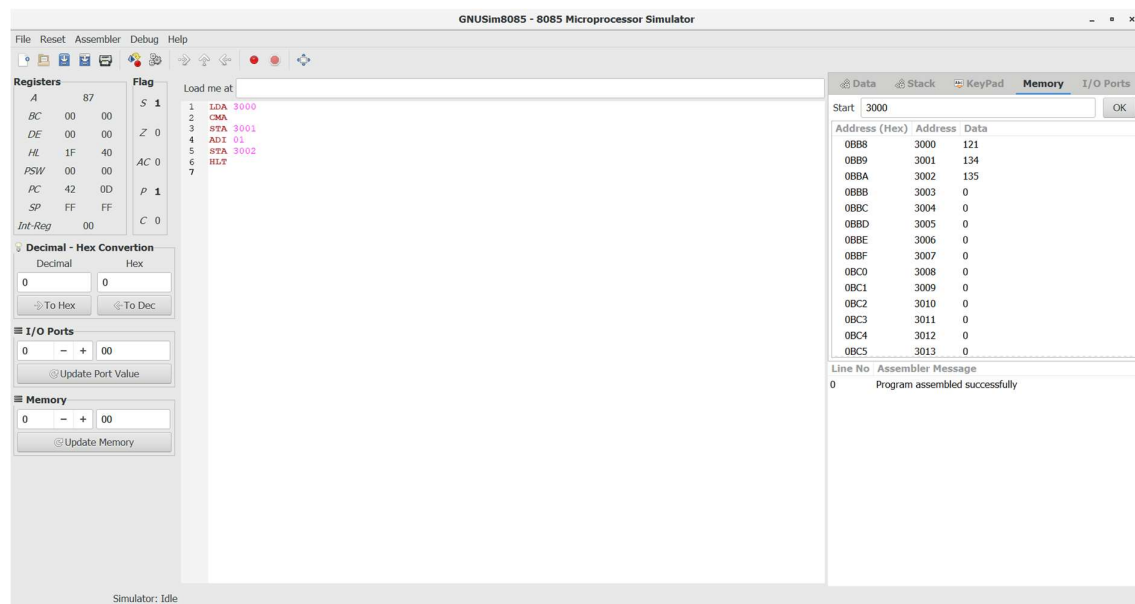 GNUSim8085 - 8085 Microprocessor Simulator
File Reset Assembler Debug Help
Registers
A 87
BC 00 00
DE 00 00
HL 1F 40
PSW 00 00
PC 42 0D
SP FF FF
Int-Reg 00
Flag
S 1
Z 0
AC 0
P 1
C 0
Decimal - Hex Convertion
Decimal Hex
0 0
To Hex To Dec
I/O Ports
0 - + 00
Update Port Value
Memory
0 - + 00
Update Memory
Load me at
1 LDA 3000
2 CMA
3 STA 3001
4 ADI 01
5 STA 3002
6 HLT
7
Data Stack KeyPad Memory I/O Ports
Start 3000 OK
Address (Hex) Address Data
0BB8 3000 121
0BB9 3001 134
0BBA 3002 135
0BBB 3003 0
0BBC 3004 0
0BBD 3005 0
0BBE 3006 0
0BBF 3007 0
0BC0 3008 0
0BC1 3009 0
0BC2 3010 0
0BC3 3011 0
0BC4 3012 0
0BC5 3013 0
Line No Assembler Message
0 Program assembled successfully
Simulator: Idle